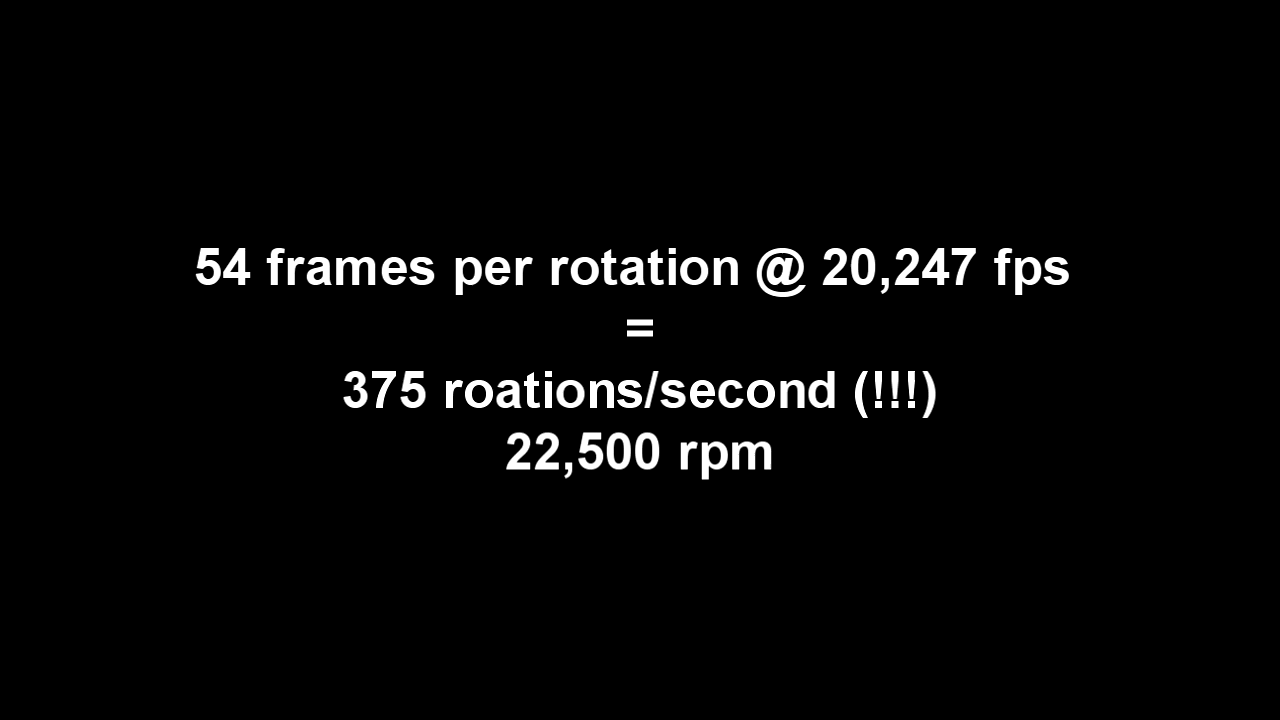 54 frames per rotation @ 20,247 fps
=
375 roations/second (!!!)
22,500 rpm